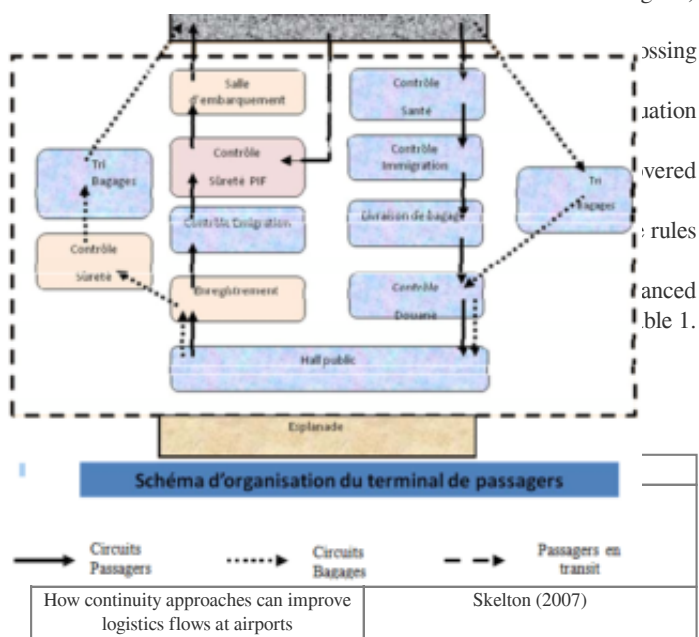 ossing
Salle
d'embarquement
Contrôle
Santé
uation
Contrôle
Sûreté PIF
Contrôle
Immigration
Tri
Bagages
vered
Tri
Bagages
Contrôle Emigration
Livraison de bagage
rules
Contrôle
Sûreté
Enregistrement
Contrôle
Douane
anced
ble 1.
Hall public
Esplanade
Schéma d'organisation du terminal de passagers
Circuits
Passagers
Circuits
Bagages
Passagers en
transit
How continuity approaches can improve
logistics flows at airports
Skelton (2007)